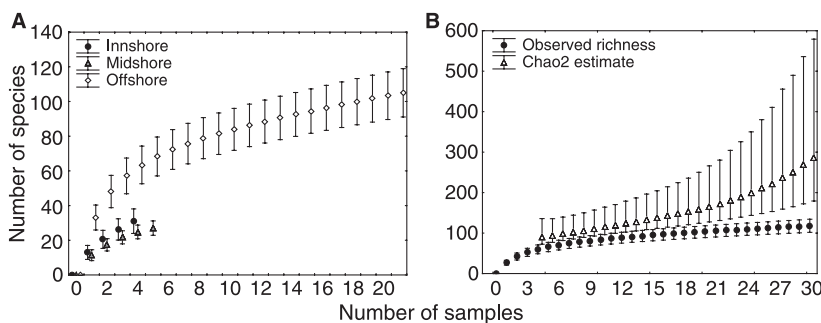 A
Innshore
Midshore
Offshore
140
120
100
80
60
40
20
0
Number of species
0 2 4 6 8 10 12 14 16 18 20
B
Observed richness
Chao2 estimate
600
500
400
300
200
100
0
0 3 6 9 12 15 18 21 24 27 30
Number of samples